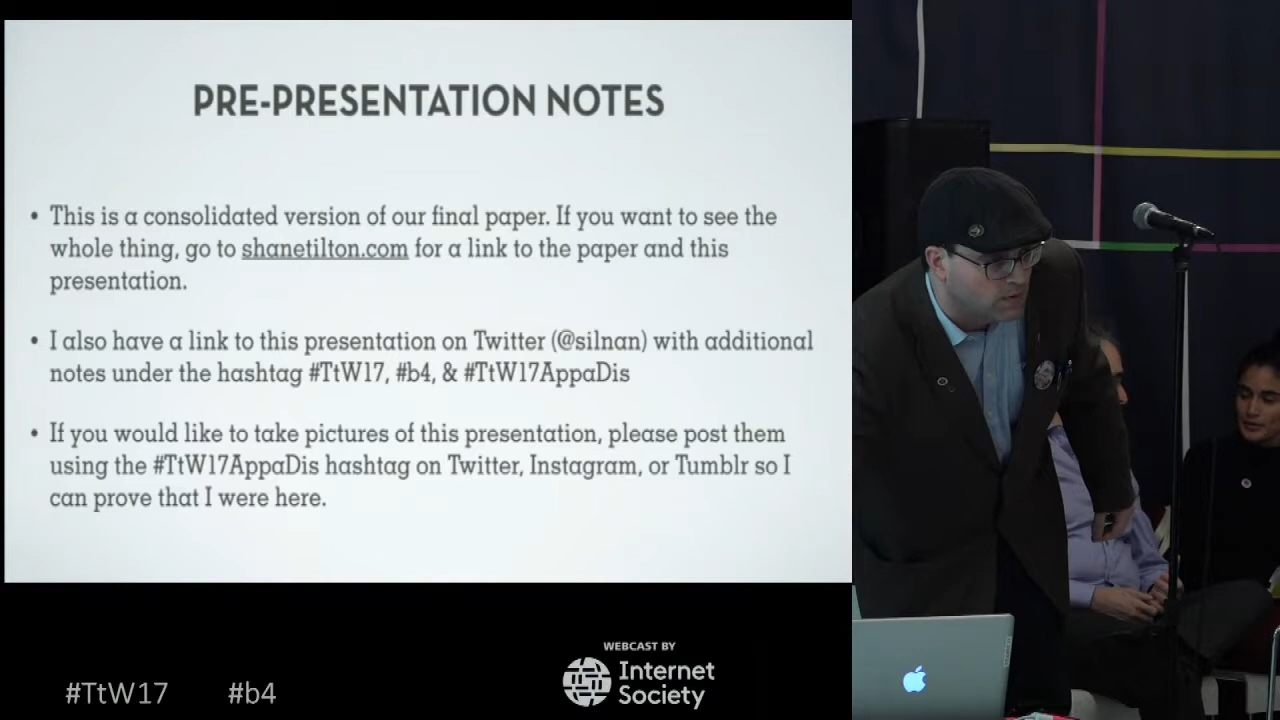 PRE-PRESENTATION NOTES
• This is a consolidated version of our final paper. If you want to see the
whole thing, go to shanetilton.com for a link to the paper and this
presentation.
• I also have a link to this presentation on Twitter (@silnan) with additional
notes under the hashtag #TtW17, #b4, & #TtW17AppaDis
• If you would like to take pictures of this presentation, please post them
using the #TtW17AppaDis hashtag on Twitter, Instagram, or Tumblr so I
can prove that I were here.
#TtW17 #b4
WEBCAST BY
Internet
Society